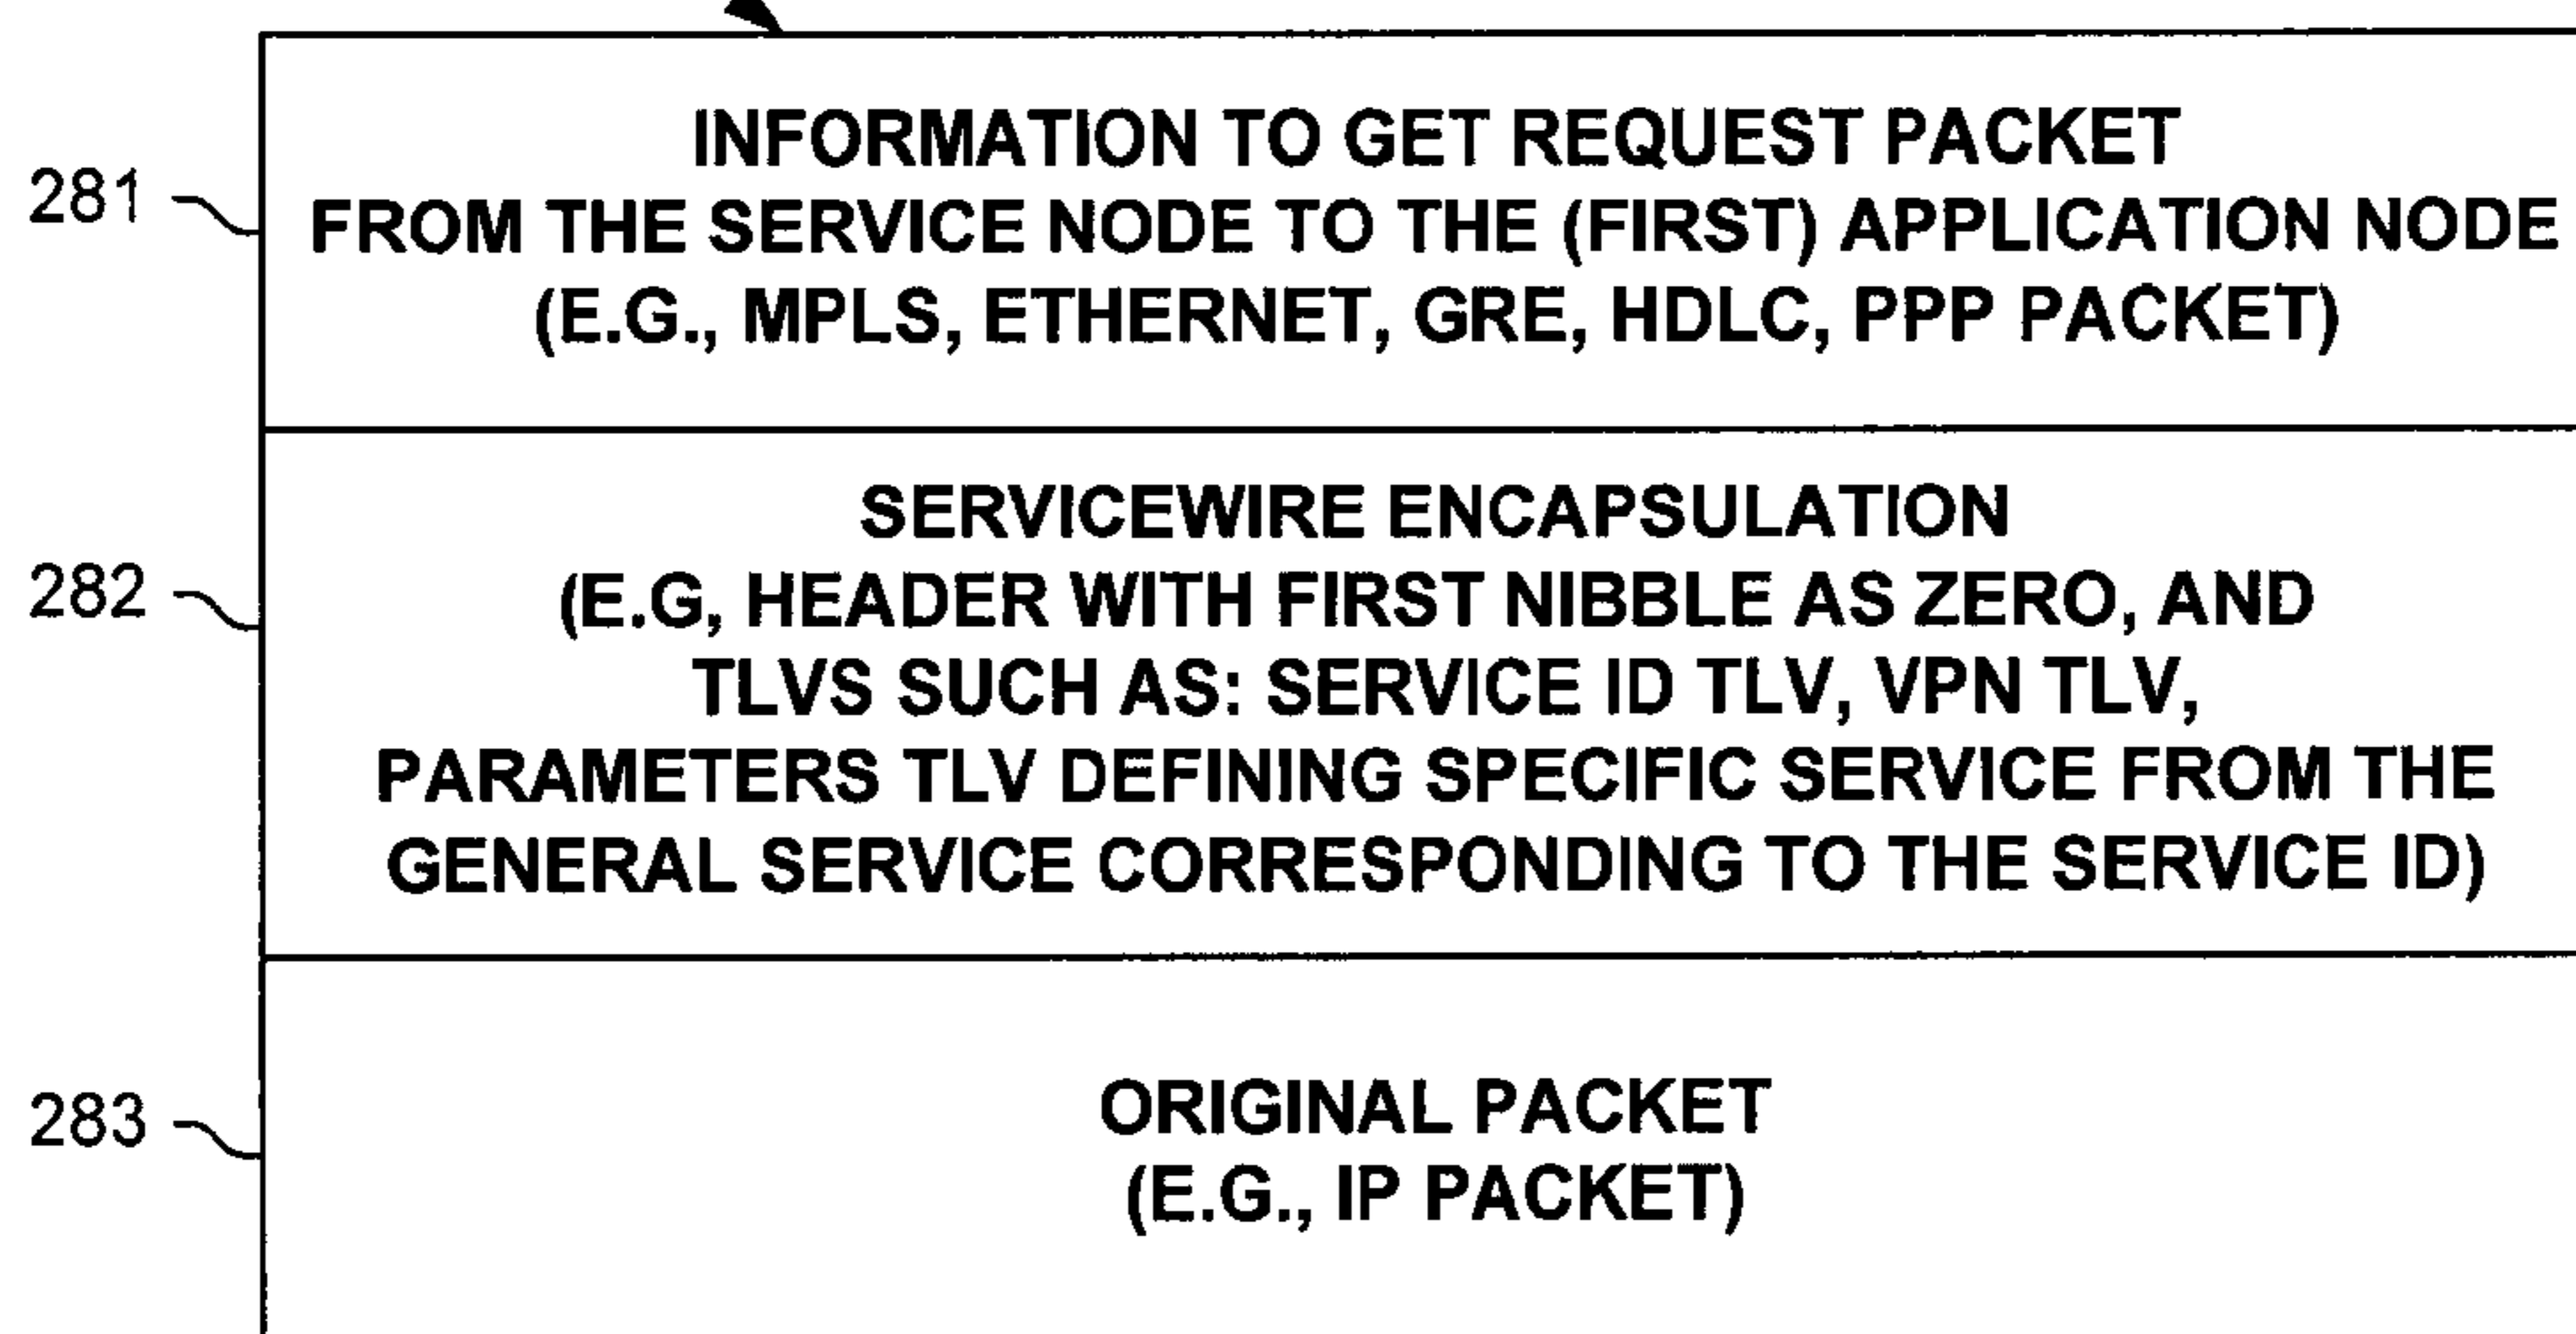 INFORMATION TO GET REQUEST PACKET
281
FROM THE SERVICE NODE TO THE (FIRST) APPLICATION NODE
(E.G., MPLS, ETHERNET, GRE, HDLC, PPP PACKET)
SERVICEWIRE ENCAPSULATION
282
(E.G, HEADER WITH FIRST NIBBLE AS ZERO, AND
TLVS SUCH AS: SERVICE ID TLV, VPN TLV,
PARAMETERS TLV DEFINING SPECIFIC SERVICE FROM THE
GENERAL SERVICE CORRESPONDING TO THE SERVICE ID)
283
ORIGINAL PACKET
(E.G., IP PACKET)